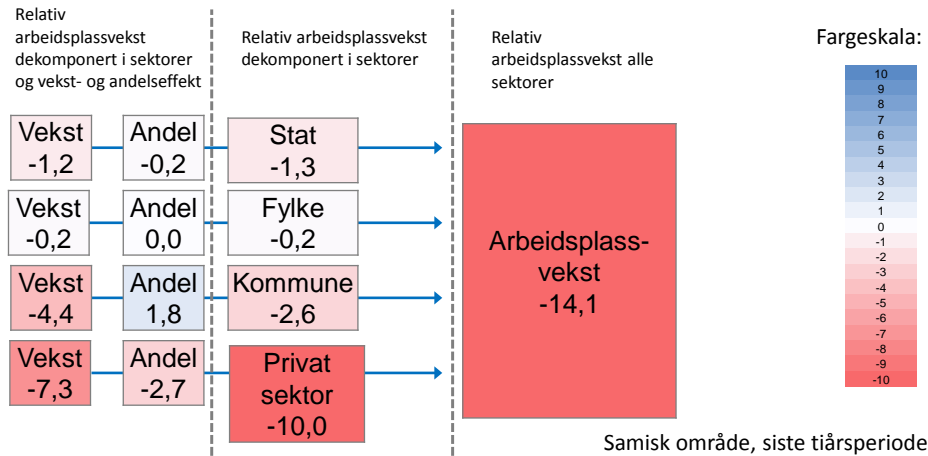 Relativ
arbeidsplassvekst
dekomponert i sektorer
og vekst- og andelseffekt
Relativ arbeidsplassvekst
dekomponert i sektorer
Relativ
arbeidsplassvekst alle
sektorer
Fargeskala:
Vekst
-1,2
Andel
-0,2
Stat
-1,3
Vekst
-0,2
Andel
0,0
Fylke
-0,2
Vekst
-4,4
Andel
1,8
Kommune
-2,6
Vekst
-7,3
Andel
-2,7
Privat
sektor
-10,0
Arbeidsplass-
vekst
-14,1
10
9
8
7
6
5
4
3
2
1
0
-1
-2
-3
-4
-5
-6
-7
-8
-9
-10
Samisk område, siste tiårsperiode